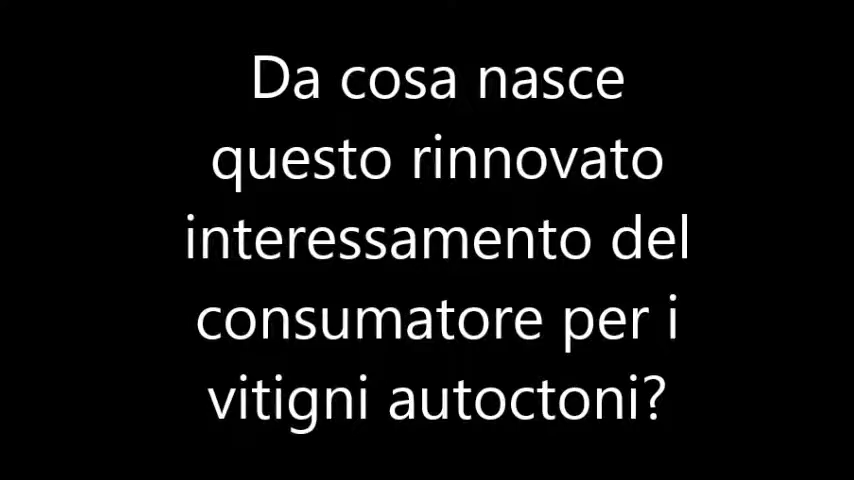 Da cosa nasce
questo rinnovato
interessamento del
consumatore per i
vitigni autoctoni?